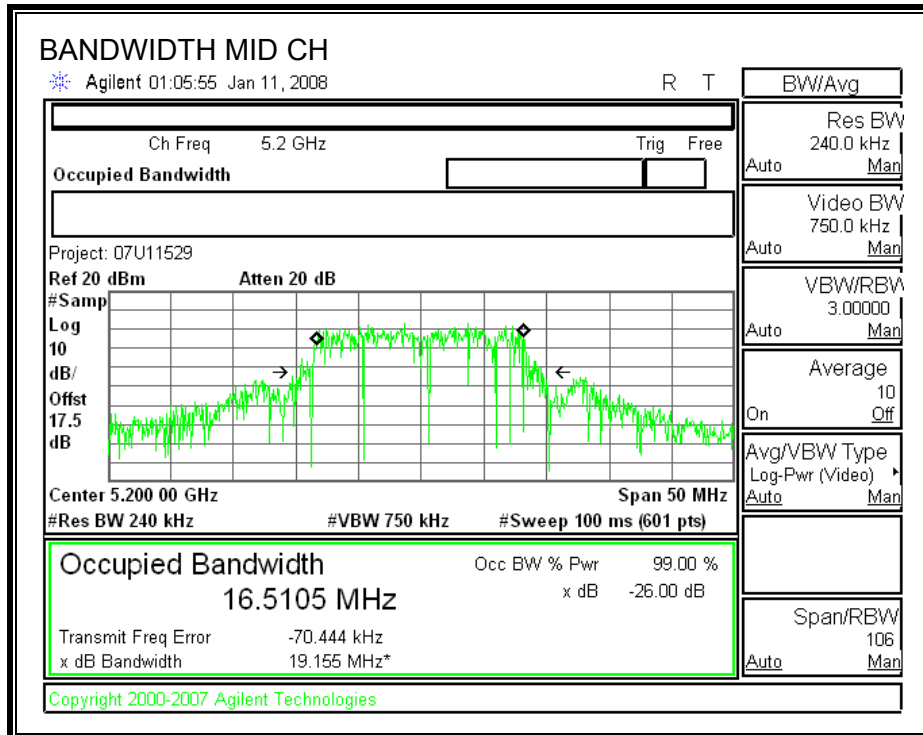 BANDWIDTH MID CH
Agilent 01:05:55 Jan 11, 2008 R T
Ch Freq 5.2 GHz Trig Free
Occupied Bandwidth
Project: 07U11529
Ref 20 dBm Atten 20 dB
#Samp
Log
10
dB/
Offst
17.5
dB
Center 5.200 00 GHz Span 50 MHz
#Res BW 240 kHz #VBW 750 kHz #Sweep 100 ms (601 pts)
Occupied Bandwidth Occ BW % Pwr 99.00 %
16.5105 MHz x dB -26.00 dB
Transmit Freq Error -70.444 kHz
x dB Bandwidth 19.155 MHz*
Copyright 2000-2007 Agilent Technologies
BW/Avg
Res BW
240.0 kHz
Auto Man
Video BW
750.0 kHz
Auto Man
VBW/RBW
3.00000
Auto Man
Average
10
On Off
Avg/VBW Type
Log-Pwr (Video)
Auto Man
Span/RBW
106
Auto Man